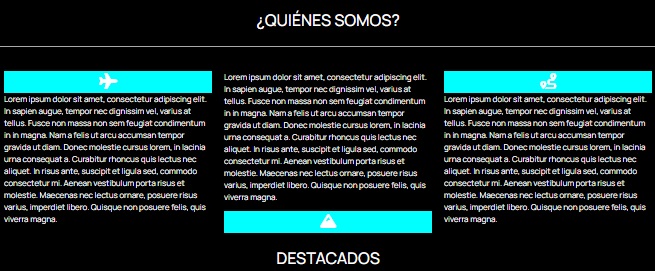 ¿QUIÉNES SOMOS?
Lorem ipsum dolor sit amet, consectetur adipiscing elit.
In sapien augue, tempor nec dignissim vel, varius at
tellus. Fusce non massa non sem feugiat condimentum
in in magna. Nam a felis ut arcu accumsan tempor
gravida ut diam. Donec molestie cursus lorem, in lacinia
urna consequat a. Curabitur rhoncus quis lectus nec
aliquet. In risus ante, suscipit et ligula sed, commodo
consectetur mi. Aenean vestibulum porta risus et
molestie. Maecenas nec lectus ornare, posuere risus
varius, imperdiet libero. Quisque non posuere felis, quis
viverra magna.
Lorem ipsum dolor sit amet, consectetur adipiscing elit.
In sapien augue, tempor nec dignissim vel, varius at
tellus. Fusce non massa non sem feugiat condimentum
in in magna. Nam a felis ut arcu accumsan tempor
gravida ut diam. Donec molestie cursus lorem, in lacinia
urna consequat a. Curabitur rhoncus quis lectus nec
aliquet. In risus ante, suscipit et ligula sed, commodo
consectetur mi. Aenean vestibulum porta risus et
molestie. Maecenas nec lectus ornare, posuere risus
varius, imperdiet libero. Quisque non posuere felis, quis
viverra magna.
Lorem ipsum dolor sit amet, consectetur adipiscing elit.
In sapien augue, tempor nec dignissim vel, varius at
tellus. Fusce non massa non sem feugiat condimentum
in in magna. Nam a felis ut arcu accumsan tempor
gravida ut diam. Donec molestie cursus lorem, in lacinia
urna consequat a. Curabitur rhoncus quis lectus nec
aliquet. In risus ante, suscipit et ligula sed, commodo
consectetur mi. Aenean vestibulum porta risus et
molestie. Maecenas nec lectus ornare, posuere risus
varius, imperdiet libero. Quisque non posuere felis, quis
viverra magna.
DESTACADOS